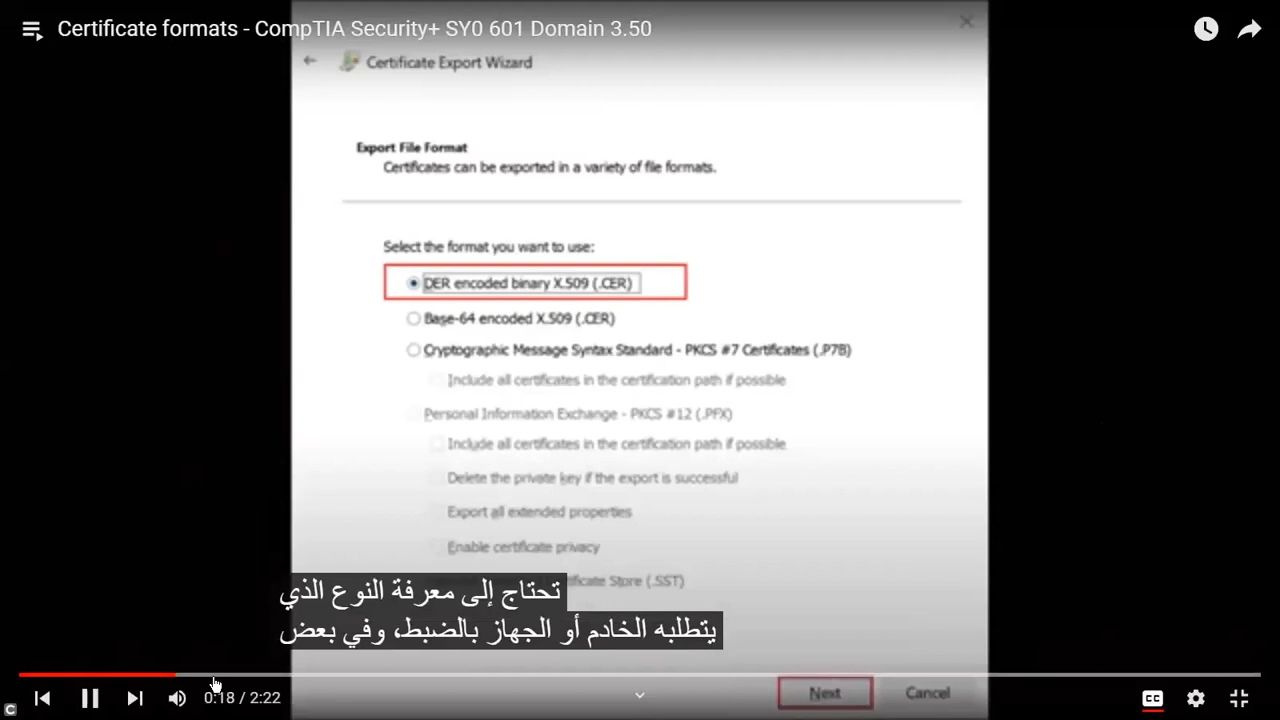 Certificate formats - CompTIA Security+ SY0 601 Domain 3.50
Certificate Export Wizard
Export File Format
Certificates can be exported in a variety of file formats.
Select the format you want to use:
DER encoded binary X.509 (.CER)
Base-64 encoded X.509 (.CER)
Cryptographic Message Syntax Standard - PKCS #7 Certificates (.P7B)
Include all certificates in the certification path if possible
Personal Information Exchange - PKCS #12 (.PFX)
Include all certificates in the certification path if possible
Delete the private key if the export is successful
Export all extended properties
Enable certificate privacy
Store (.SST)
تحتاج إلى معرفة النوع الذي
يتطلبه الخادم أو الجهاز بالضبط، وفي بعض
0:18 / 2:22
Next
Cancel
CC
C